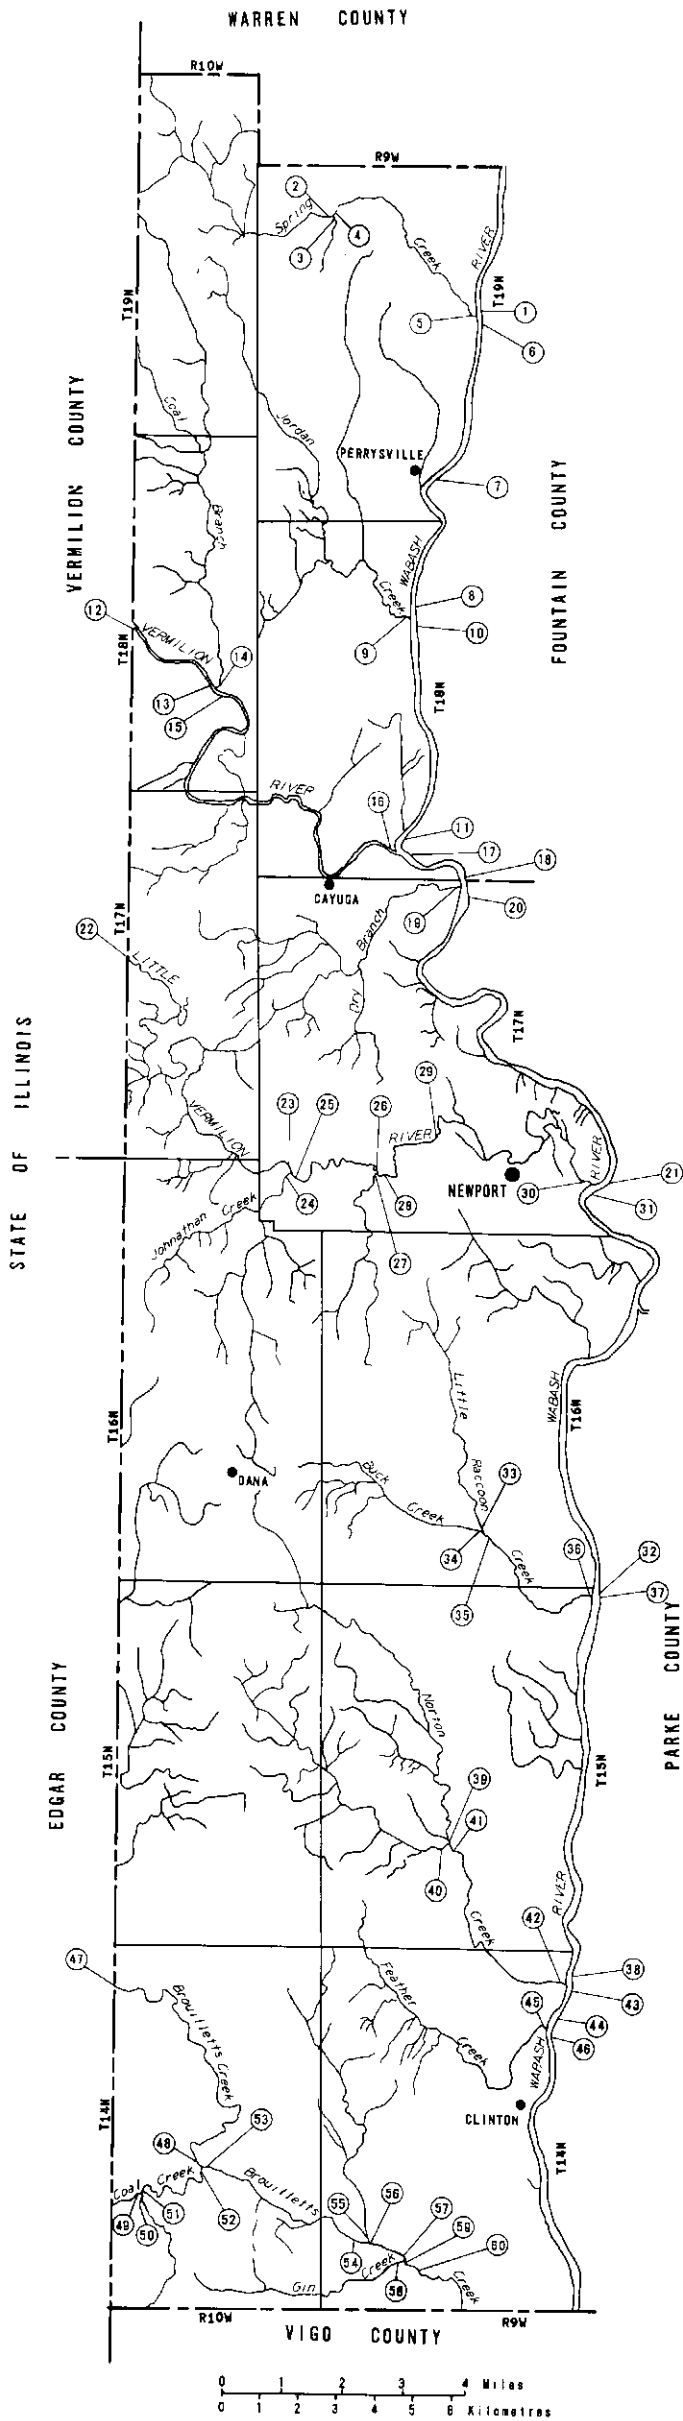 WARREN COUNTY
R10W
R9W
2
Spring
4
3
Creek
RIVER
T19N
T19N
1
5
6
VERMILION COUNTY
Coal
Jordan
PERRYSVILLE
7
FOUNTAIN COUNTY
Branch
WABASH
Creek
8
12
10
9
T18N
VERMILION
14
13
15
T18N
RIVER
16
11
17
18
CAYUGA
19
20
T17N
Branch
22
LITTLE
Dry
T17N
STATE OF ILLINOIS
23
25
26
29
VERMILION
RIVER
RIVER
24
28
NEWPORT
30
21
31
Johnathan Creek
27
Little
WABASH
T16N
T16N
DANA
Buck
Raccoon
33
Creek
34
Creek
36
32
35
37
EDGAR COUNTY
PARKE COUNTY
Norton
T15N
T15N
39
41
40
RIVER
42
Creek
47
38
Feather
43
Brouilletts Creek
45
44
46
Creek
WABASH
CLINTON
T14N
53
T14N
48
Coal Creek
Brouilletts
49
50
51
52
55
56
57
59
54
60
Creek
58
Gin
Creek
R10W
R9W
VIGO COUNTY
0 1 2 3 4 Miles
0 1 2 3 4 5 6 Kilometres